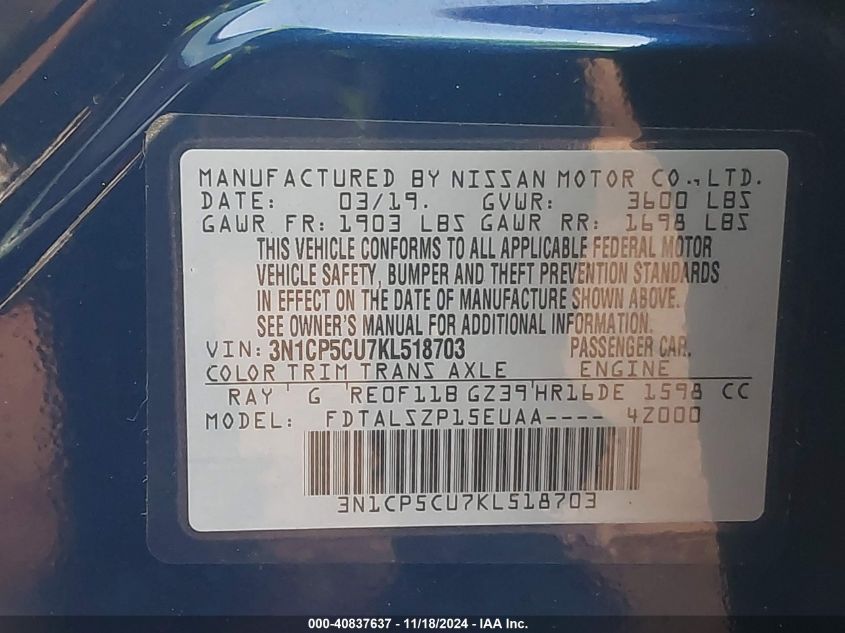 MANUFACTURED BY NISSAN MOTOR CO., LTD.
DATE: 03/19. GVWR: 3600 LBS
GAWR FR: 1903 LBS GAWR RR: 1698 LBS
THIS VEHICLE CONFORMS TO ALL APPLICABLE FEDERAL MOTOR
VEHICLE SAFETY, BUMPER AND THEFT PREVENTION STANDARDS
IN EFFECT ON THE DATE OF MANUFACTURE SHOWN ABOVE.
SEE OWNER'S MANUAL FOR ADDITIONAL INFORMATION.
VIN: 3N1CP5CU7KL518703 PASSENGER CAR.
COLOR TRIM TRANS AXLE ENGINE
RAY ' G 'RE0F11B GZ39'HR16DE 1598 CC
MODEL: FDTALSZP15EUAA---- 4Z000
3N1CP5CU7KL518703
000-40837637 - 11/18/2024 - IAA Inc.